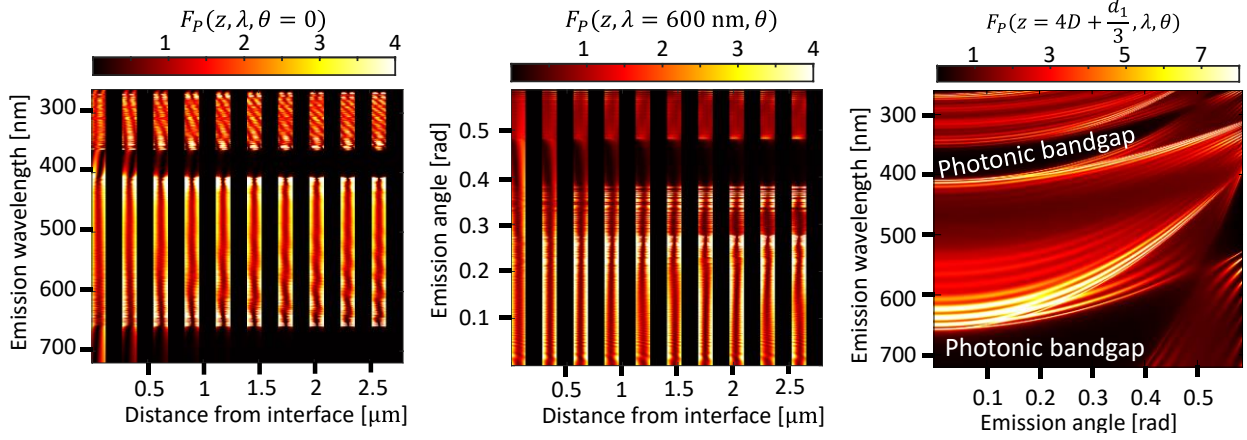 F_P(z, λ, θ = 0)
1 2 3 4
Emission wavelength [nm]
300
400
500
600
700
0.5 1 1.5 2 2.5
Distance from interface [μm]
F_P(z, λ = 600 nm, θ)
1 2 3 4
Emission angle [rad]
0.5
0.4
0.3
0.2
0.1
0.5 1 1.5 2 2.5
Distance from interface [μm]
F_P(z = 4D + d_1/3, λ, θ)
1 3 5 7
Emission wavelength [nm]
300
400
500
600
700
Photonic bandgap
Photonic bandgap
0.1 0.2 0.3 0.4 0.5
Emission angle [rad]